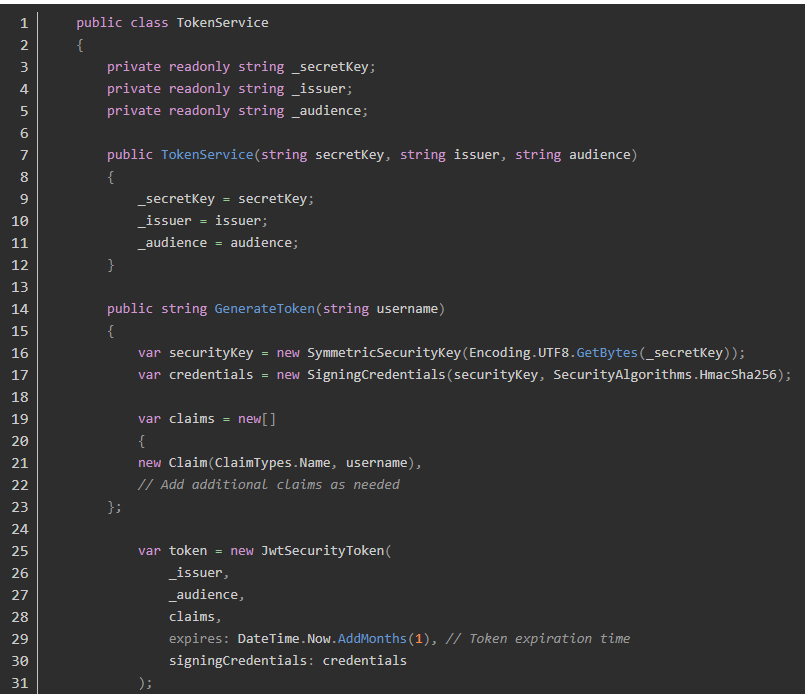 1 public class TokenService
2 {
3 private readonly string _secretKey;
4 private readonly string _issuer;
5 private readonly string _audience;
6
7 public TokenService(string secretKey, string issuer, string audience)
8 {
9 _secretKey = secretKey;
10 _issuer = issuer;
11 _audience = audience;
12 }
13
14 public string GenerateToken(string username)
15 {
16 var securityKey = new SymmetricSecurityKey(Encoding.UTF8.GetBytes(_secretKey));
17 var credentials = new SigningCredentials(securityKey, SecurityAlgorithms.HmacSha256);
18
19 var claims = new[]
20 {
21 new Claim(ClaimTypes.Name, username),
22 // Add additional claims as needed
23 };
24
25 var token = new JwtSecurityToken(
26 _issuer,
27 _audience,
28 claims,
29 expires: DateTime.Now.AddMonths(1), // Token expiration time
30 signingCredentials: credentials
31 );